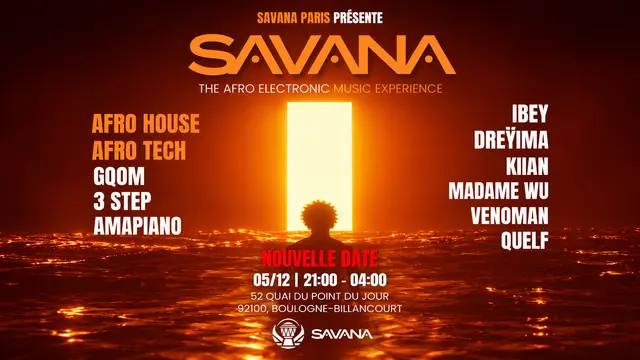 SAVANA PARIS PRÉSENTE
SAVANA
THE AFRO ELECTRONIC MUSIC EXPERIENCE
AFRO HOUSE
AFRO TECH
GQOM
3 STEP
AMAPIANO
IBEY
DREŸIMA
KIIAN
MADAME WU
VENOMAN
QUELF
NOUVELLE DATE
05/12 | 21:00 - 04:00
52 QUAI DU POINT DU JOUR
92100, BOULOGNE-BILLANCOURT
SAVANA